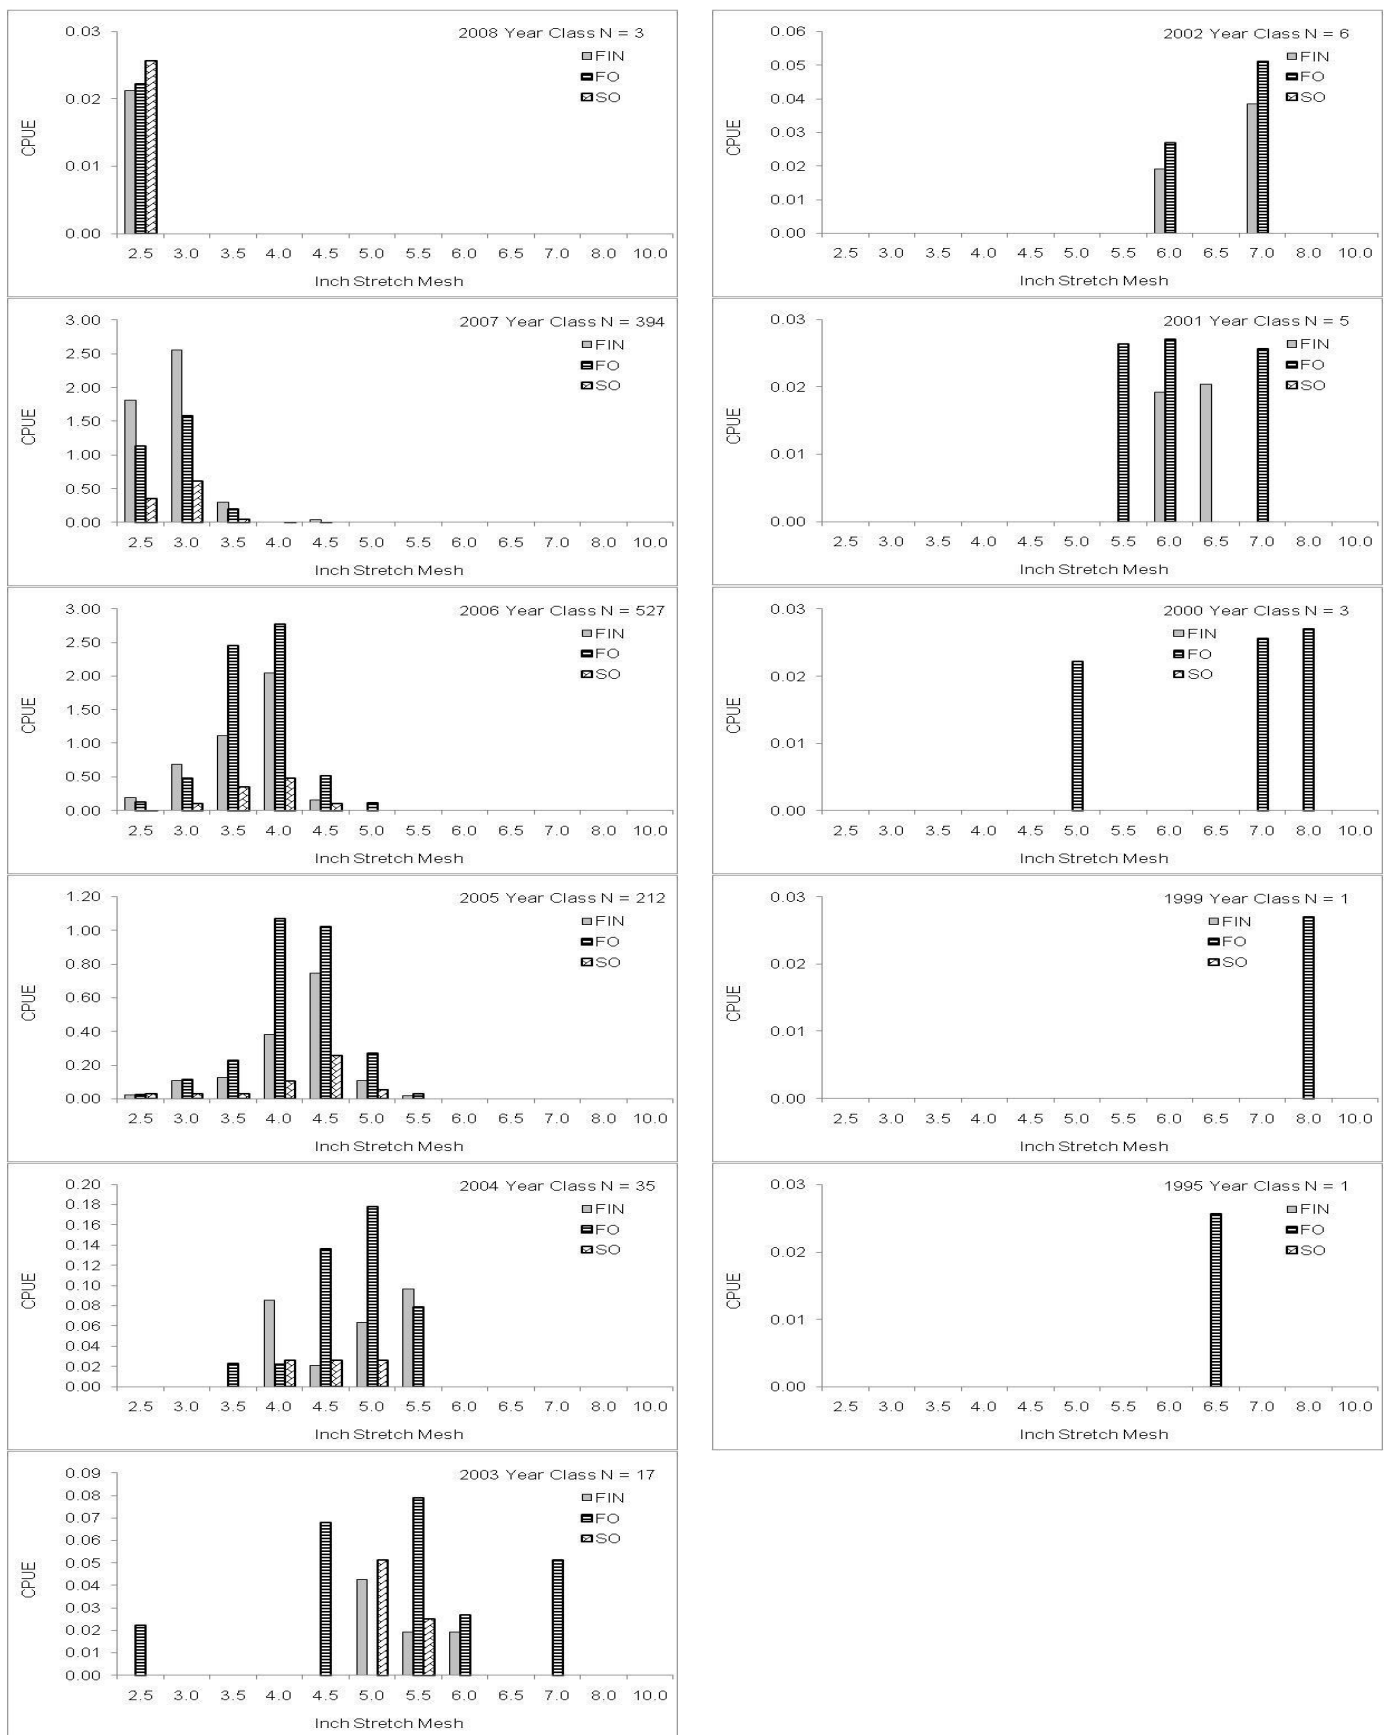 2008 Year Class N = 3
FIN
FO
SO
CPUE
0.03
0.02
0.01
0.00
2.5 3.0 3.5 4.0 4.5 5.0 5.5 6.0 6.5 7.0 8.0 10.0
Inch Stretch Mesh
2007 Year Class N = 394
FIN
FO
SO
CPUE
3.00
2.50
2.00
1.50
1.00
0.50
0.00
2.5 3.0 3.5 4.0 4.5 5.0 5.5 6.0 6.5 7.0 8.0 10.0
Inch Stretch Mesh
2006 Year Class N = 527
FIN
FO
SO
CPUE
3.00
2.50
2.00
1.50
1.00
0.50
0.00
2.5 3.0 3.5 4.0 4.5 5.0 5.5 6.0 6.5 7.0 8.0 10.0
Inch Stretch Mesh
2005 Year Class N = 212
FIN
FO
SO
CPUE
1.20
1.00
0.80
0.60
0.40
0.20
0.00
2.5 3.0 3.5 4.0 4.5 5.0 5.5 6.0 6.5 7.0 8.0 10.0
Inch Stretch Mesh
2004 Year Class N = 35
FIN
FO
SO
CPUE
0.20
0.18
0.16
0.14
0.12
0.10
0.08
0.06
0.04
0.02
0.00
2.5 3.0 3.5 4.0 4.5 5.0 5.5 6.0 6.5 7.0 8.0 10.0
Inch Stretch Mesh
2003 Year Class N = 17
FIN
FO
SO
CPUE
0.09
0.08
0.07
0.06
0.05
0.04
0.03
0.02
0.01
0.00
2.5 3.0 3.5 4.0 4.5 5.0 5.5 6.0 6.5 7.0 8.0 10.0
Inch Stretch Mesh
2002 Year Class N = 6
FIN
FO
SO
CPUE
0.06
0.05
0.04
0.03
0.02
0.01
0.00
2.5 3.0 3.5 4.0 4.5 5.0 5.5 6.0 6.5 7.0 8.0 10.0
Inch Stretch Mesh
2001 Year Class N = 5
FIN
FO
SO
CPUE
0.03
0.02
0.01
0.00
2.5 3.0 3.5 4.0 4.5 5.0 5.5 6.0 6.5 7.0 8.0 10.0
Inch Stretch Mesh
2000 Year Class N = 3
FIN
FO
SO
CPUE
0.03
0.02
0.01
0.00
2.5 3.0 3.5 4.0 4.5 5.0 5.5 6.0 6.5 7.0 8.0 10.0
Inch Stretch Mesh
1999 Year Class N = 1
FIN
FO
SO
CPUE
0.03
0.02
0.01
0.00
2.5 3.0 3.5 4.0 4.5 5.0 5.5 6.0 6.5 7.0 8.0 10.0
Inch Stretch Mesh
1995 Year Class N = 1
FIN
FO
SO
CPUE
0.03
0.02
0.01
0.00
2.5 3.0 3.5 4.0 4.5 5.0 5.5 6.0 6.5 7.0 8.0 10.0
Inch Stretch Mesh